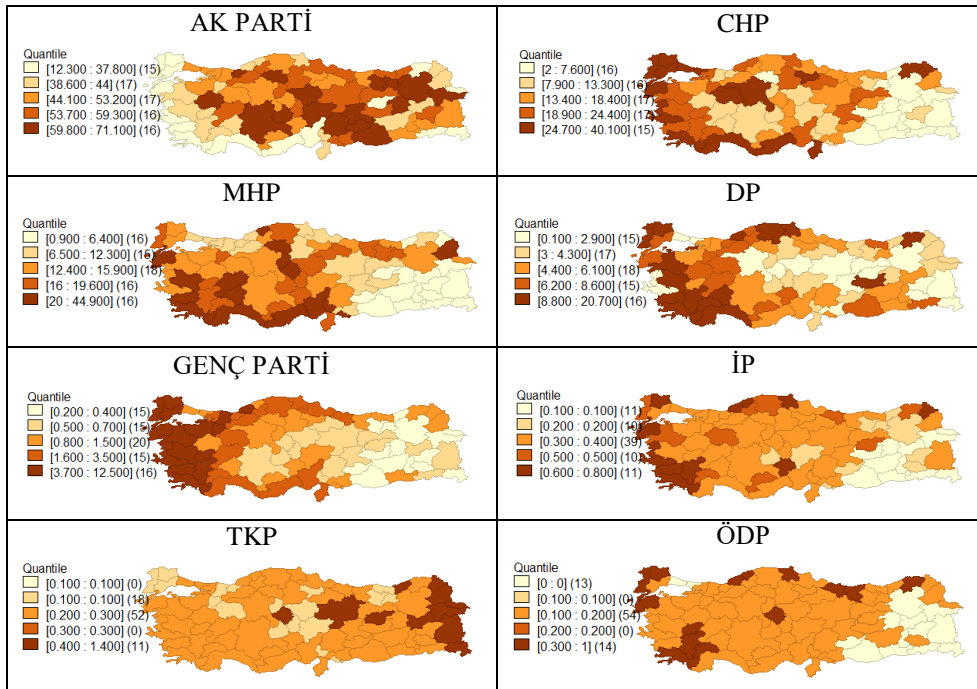 AK PARTİ
Quantile
[12.300 : 37.800] (15)
[38.600 : 44] (17)
[44.100 : 53.200] (17)
[53.700 : 59.300] (16)
[59.800 : 71.100] (16)
CHP
Quantile
[2 : 7.600] (16)
[7.900 : 13.300] (16)
[13.400 : 18.400] (17)
[18.900 : 24.400] (17)
[24.700 : 40.100] (15)
MHP
Quantile
[0.900 : 6.400] (16)
[6.500 : 12.300] (15)
[12.400 : 15.900] (18)
[16 : 19.600] (16)
[20 : 44.900] (16)
DP
Quantile
[0.100 : 2.900] (15)
[3 : 4.300] (17)
[4.400 : 6.100] (18)
[6.200 : 8.600] (15)
[8.800 : 20.700] (16)
GENÇ PARTİ
Quantile
[0.200 : 0.400] (15)
[0.500 : 0.700] (15)
[0.800 : 1.500] (20)
[1.600 : 3.500] (15)
[3.700 : 12.500] (16)
İP
Quantile
[0.100 : 0.100] (11)
[0.200 : 0.200] (10)
[0.300 : 0.400] (39)
[0.500 : 0.500] (10)
[0.600 : 0.800] (11)
TKP
Quantile
[0.100 : 0.100] (0)
[0.100 : 0.100] (18)
[0.200 : 0.300] (52)
[0.300 : 0.300] (0)
[0.400 : 1.400] (11)
ÖDP
Quantile
[0 : 0] (13)
[0.100 : 0.100] (0)
[0.100 : 0.200] (54)
[0.200 : 0.200] (0)
[0.300 : 1] (14)